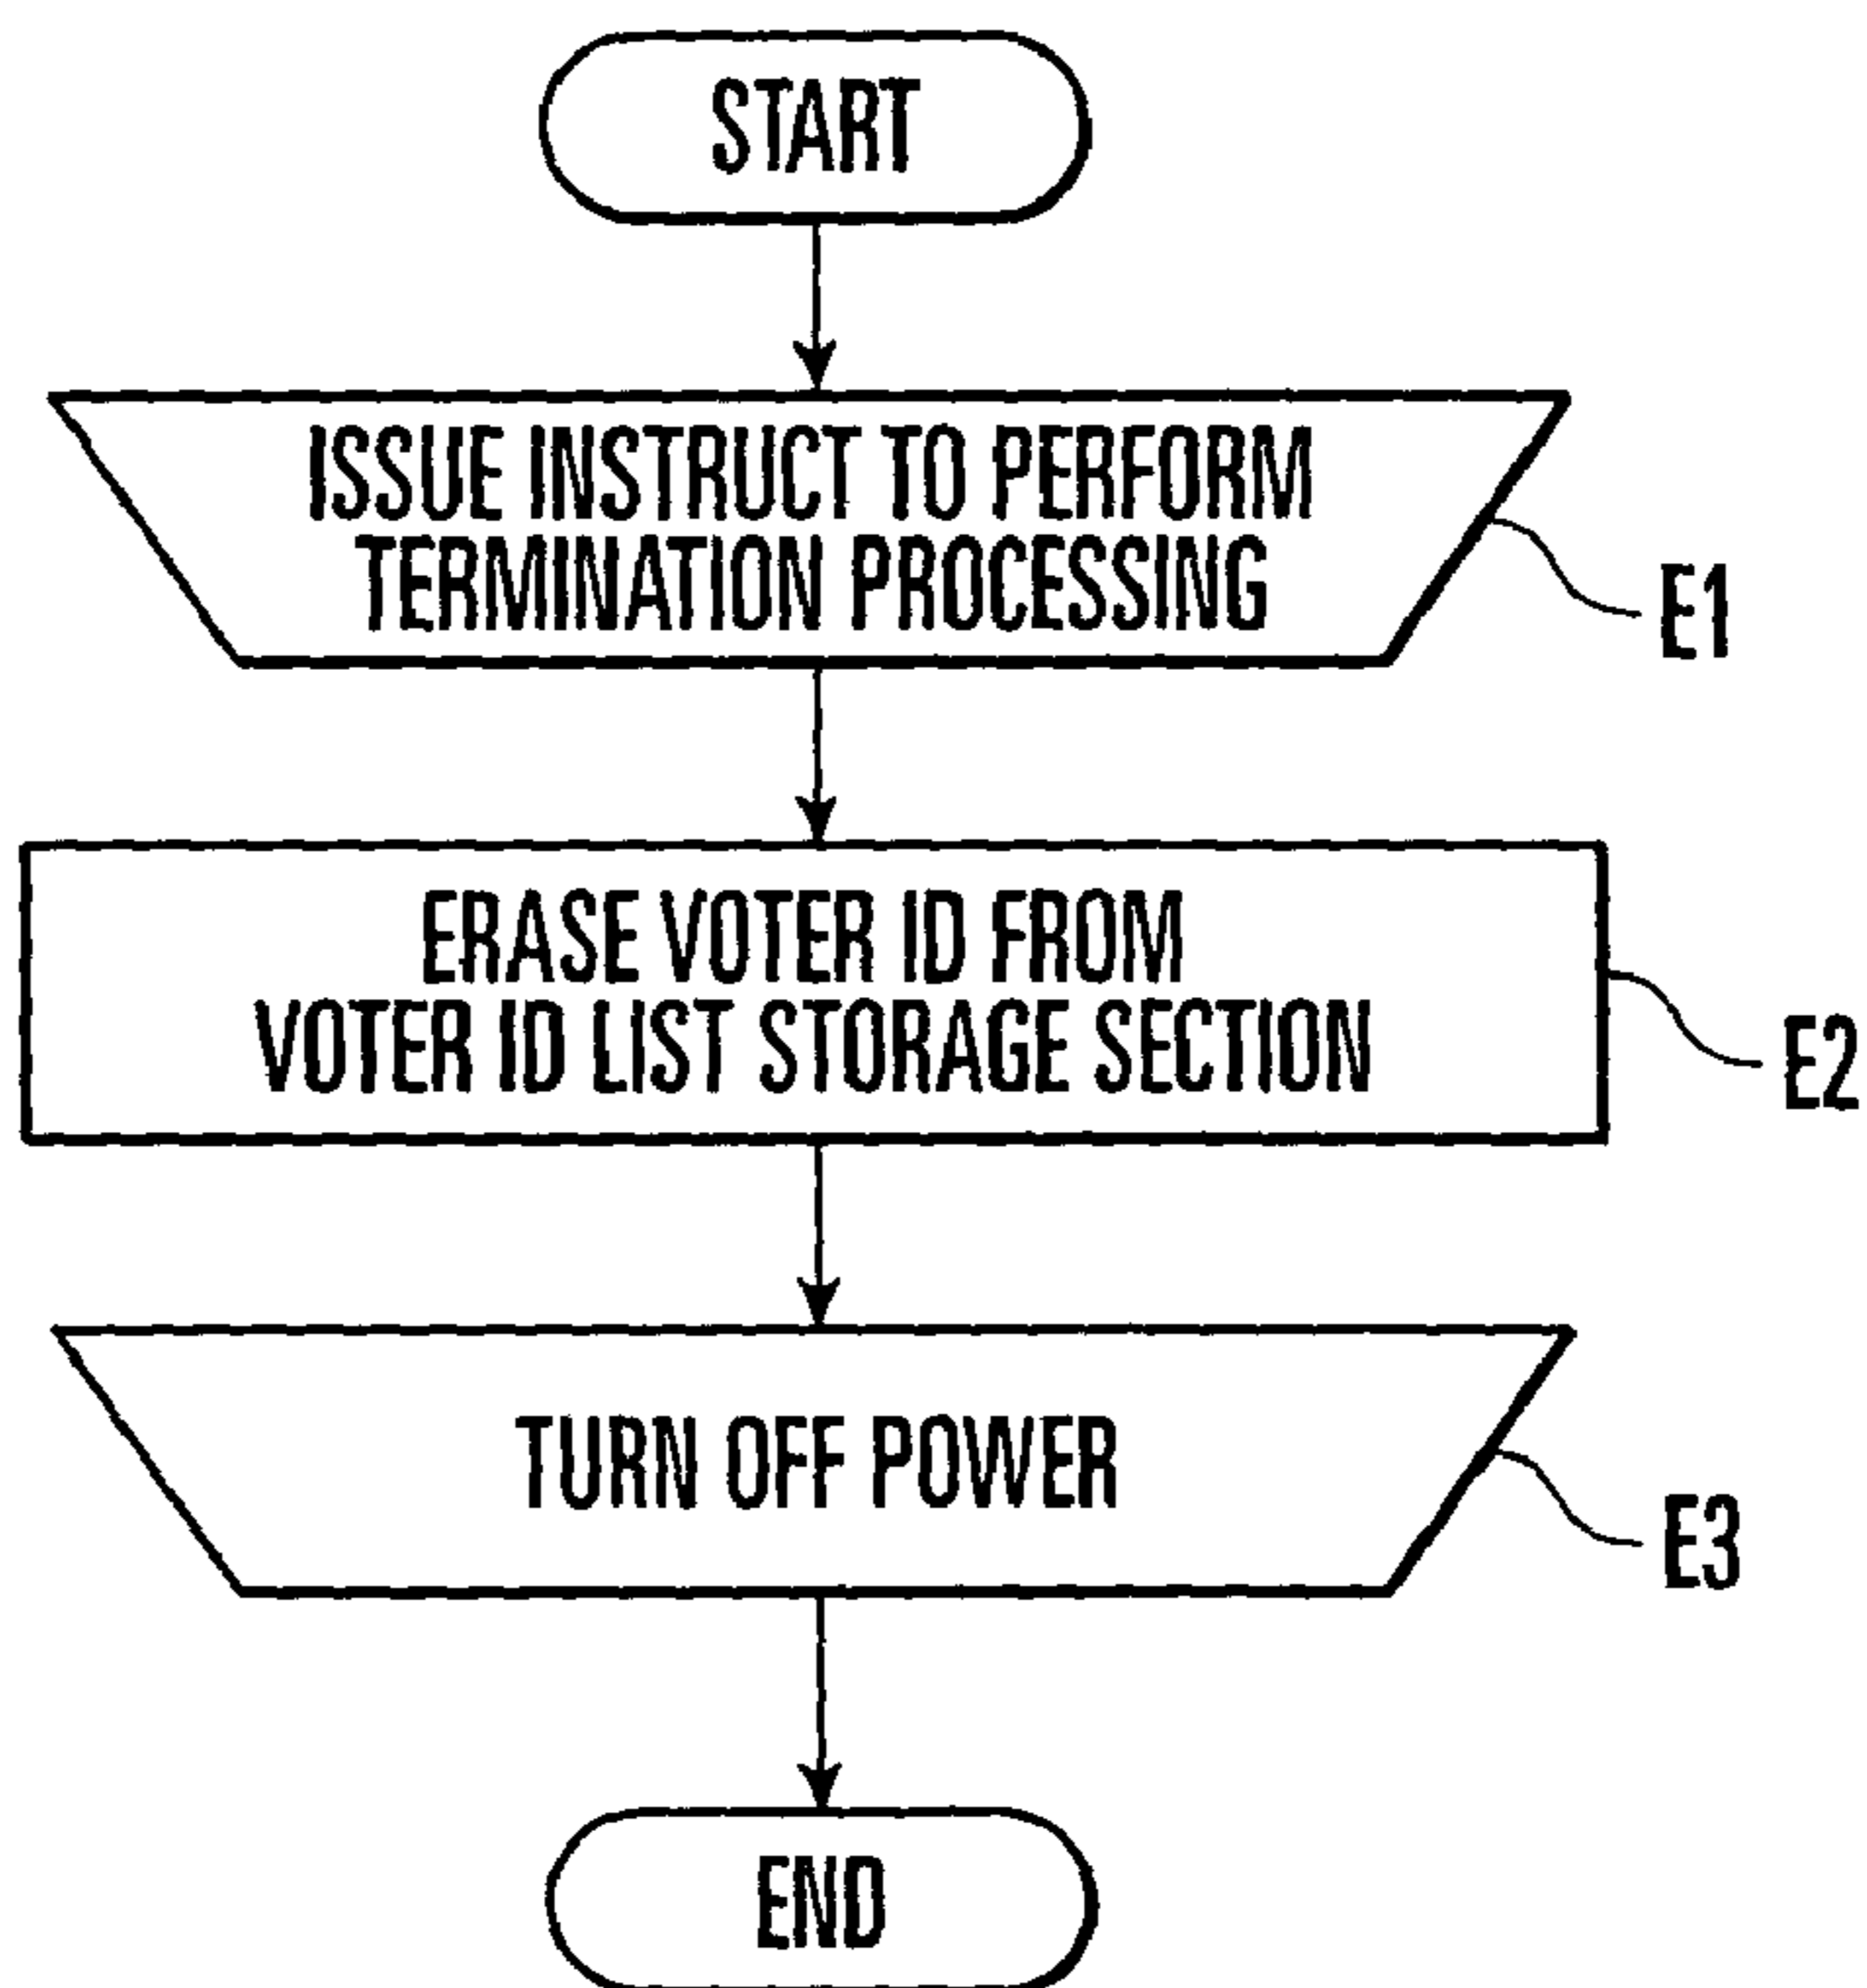 START
ISSUE INSTRUCT TO PERFORM
TERMINATION PROCESSING
E1
ERASE VOTER ID FROM
VOTER ID LIST STORAGE SECTION
E2
TURN OFF POWER
E3
END